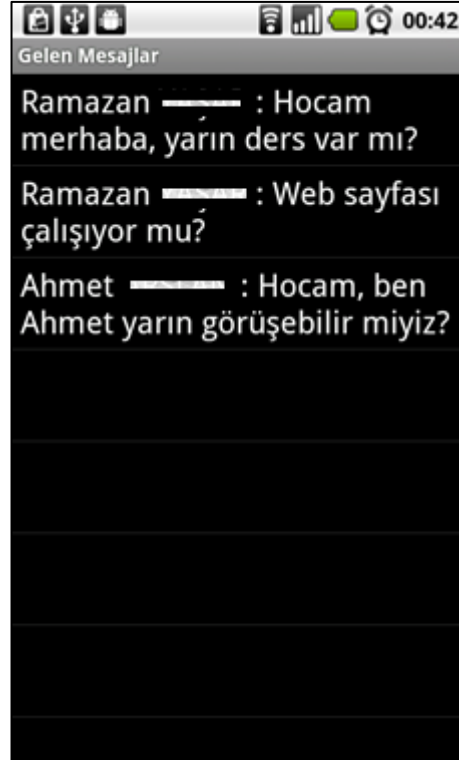 00:42
Gelen Mesajlar
Ramazan : Hocam
merhaba, yarın ders var mı?
Ramazan : Web sayfası
çalışıyor mu?
Ahmet : Hocam, ben
Ahmet yarın görüşebilir miyiz?